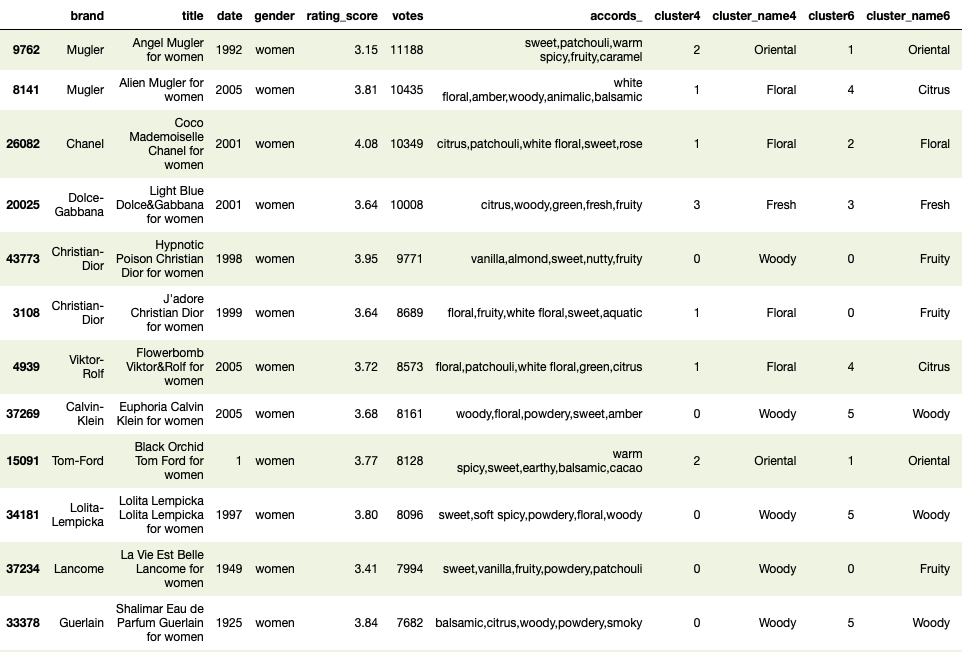 brand title date gender rating_score votes accords_ cluster4 cluster_name4 cluster6 cluster_name6
9762 Mugler Angel Mugler for women 1992 women 3.15 11188 sweet,patchouli,warm spicy,fruity,caramel 2 Oriental 1 Oriental
8141 Mugler Alien Mugler for women 2005 women 3.81 10435 white floral,amber,woody,animalic,balsamic 1 Floral 4 Citrus
26082 Chanel Coco Mademoiselle Chanel for women 2001 women 4.08 10349 citrus,patchouli,white floral,sweet,rose 1 Floral 2 Floral
20025 Dolce-Gabbana Light Blue Dolce&Gabbana for women 2001 women 3.64 10008 citrus,woody,green,fresh,fruity 3 Fresh 3 Fresh
43773 Christian-Dior Hypnotic Poison Christian Dior for women 1998 women 3.95 9771 vanilla,almond,sweet,nutty,fruity 0 Woody 0 Fruity
3108 Christian-Dior J'adore Christian Dior for women 1999 women 3.64 8689 floral,fruity,white floral,sweet,aquatic 1 Floral 0 Fruity
4939 Viktor-Rolf Flowerbomb Viktor&Rolf for women 2005 women 3.72 8573 floral,patchouli,white floral,green,citrus 1 Floral 4 Citrus
37269 Calvin-Klein Euphoria Calvin Klein for women 2005 women 3.68 8161 woody,floral,powdery,sweet,amber 0 Woody 5 Woody
15091 Tom-Ford Black Orchid Tom Ford for women 1 women 3.77 8128 warm spicy,sweet,earthy,balsamic,cacao 2 Oriental 1 Oriental
34181 Lolita-Lempicka Lolita Lempicka Lolita Lempicka for women 1997 women 3.80 8096 sweet,soft spicy,powdery,floral,woody 0 Woody 5 Woody
37234 Lancome La Vie Est Belle Lancome for women 1949 women 3.41 7994 sweet,vanilla,fruity,powdery,patchouli 0 Woody 0 Fruity
33378 Guerlain Shalimar Eau de Parfum Guerlain for women 1925 women 3.84 7682 balsamic,citrus,woody,powdery,smoky 0 Woody 5 Woody